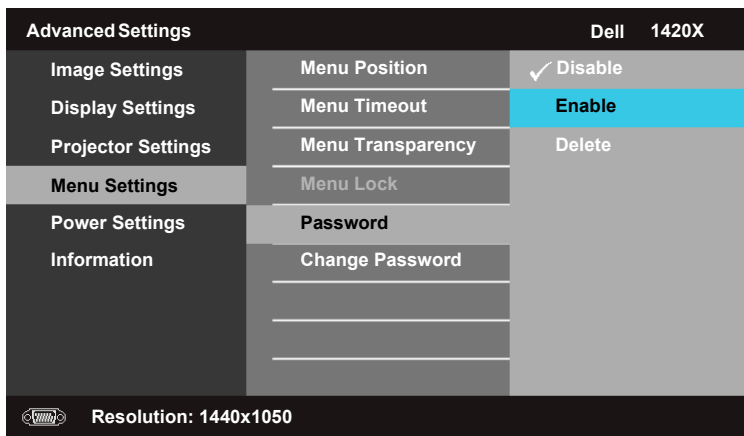 Advanced Settings Dell 1420X
Image Settings
Display Settings
Projector Settings
Menu Settings
Power Settings
Information
Menu Position
Menu Timeout
Menu Transparency
Menu Lock
Password
Change Password
Disable
Enable
Delete
Resolution: 1440x1050